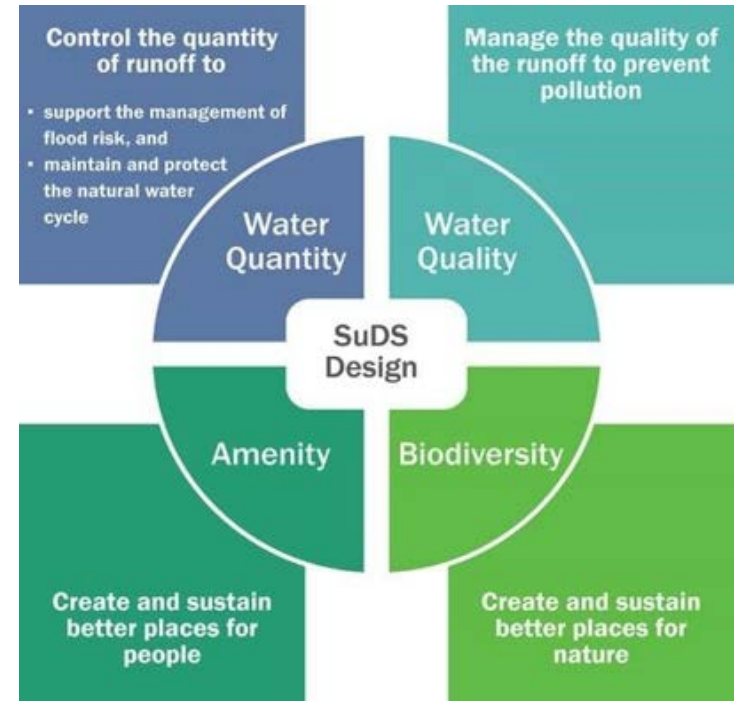 Control the quantity
of runoff to
• support the management of
flood risk, and
• maintain and protect
the natural water
cycle
Manage the quality of
the runoff to prevent
pollution
Water
Quantity
Water
Quality
SuDS
Design
Amenity
Biodiversity
Create and sustain
better places for
people
Create and sustain
better places for
nature